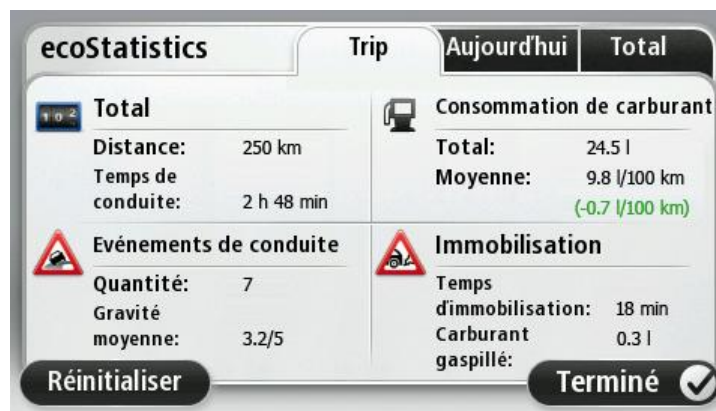 ecoStatistics
Trip
Aujourd'hui
Total
102
Total
Distance: 250 km
Temps de
conduite: 2 h 48 min
Consommation de carburant
Total: 24.5 l
Moyenne: 9.8 l/100 km
(-0.7 l/100 km)
Evénements de conduite
Quantité: 7
Gravité
moyenne: 3.2/5
Immobilisation
Temps
d'immobilisation: 18 min
Carburant
gaspillé: 0.3 l
Réinitialiser
Terminé